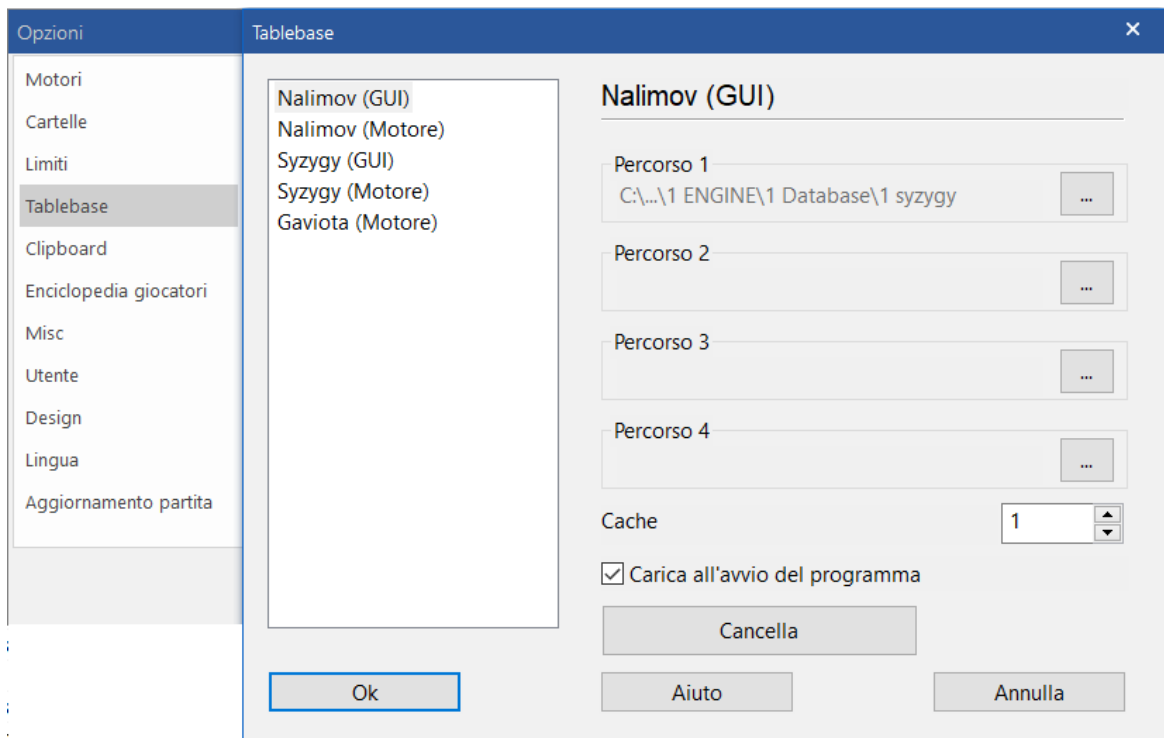 Opzioni
Motori
Cartelle
Limiti
Tablebase
Clipboard
Enciclopedia giocatori
Misc
Utente
Design
Lingua
Aggiornamento partita
Tablebase
Nalimov (GUI)
Nalimov (Motore)
Syzygy (GUI)
Syzygy (Motore)
Gaviota (Motore)
Nalimov (GUI)
Percorso 1
C:\...\1 ENGINE\1 Database\1 syzygy
...
Percorso 2
...
Percorso 3
...
Percorso 4
...
Cache
1
Carica all'avvio del programma
Cancella
Ok
Aiuto
Annulla